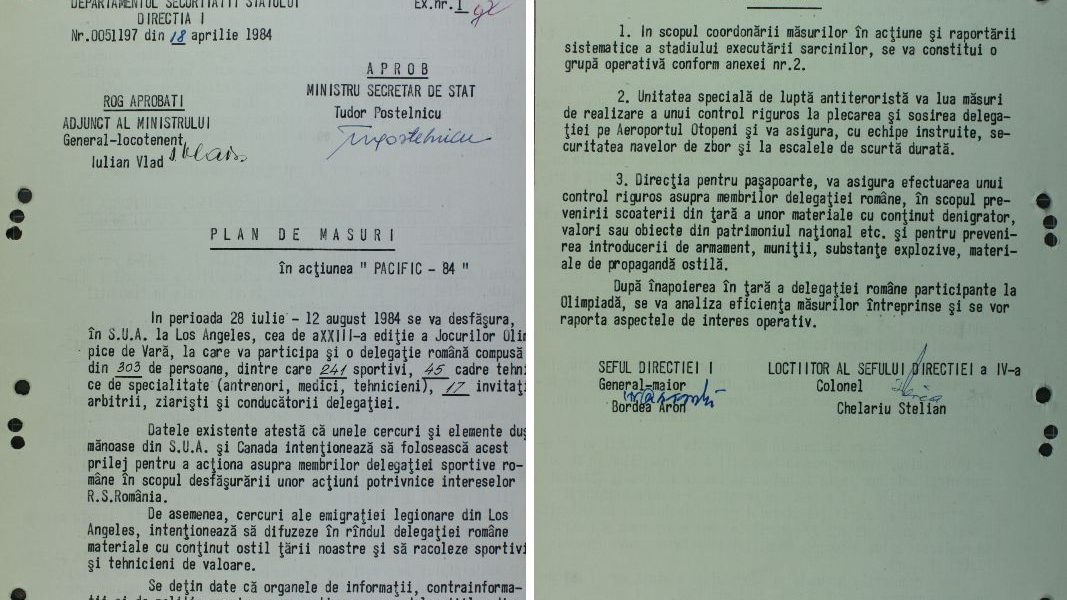 DEPARTAMENTUL SECURITATII STATULUI
DIRECTIA I
Nr.0051197 din 18 aprilie 1984
Ex.nr.1
ROG APROBATI
ADJUNCT AL MINISTRULUI
General-locotenent
Iulian Vlad
A P R O B
MINISTRU SECRETAR DE STAT
Tudor Postelnicu
P L A N  D E  M A S U R I
în acţiunea " PACIFIC - 84 "
In perioada 28 iulie - 12 august 1984 se va desfăşura,
în S.U.A. la Los Angeles, cea de aXXIII-a ediţie a Jocurilor Olim
pice de Vară, la care va participa şi o delegaţie română compusă
din 303 de persoane, dintre care 241 sportivi, 45 cadre tehni
ce de specialitate (antrenori, medici, tehnicieni), 17 invitaţi
arbitrii, ziarişti şi conducătorii delegaţiei.
Datele existente atestă că unele cercuri şi elemente duş
mănoase din S.U.A. şi Canada intenţionează să folosească acest
prilej pentru a acţiona asupra membrilor delegaţiei sportive ro-
mâne în scopul desfăşurării unor acţiuni potrivnice intereselor
R.S.România.
De asemenea, cercuri ale emigraţiei legionare din Los
Angeles, intenţionează să difuzeze în rîndul delegaţiei române
materiale cu conţinut ostil ţării noastre şi să racoleze sportivi
şi tehnicieni de valoare.
Se deţin date că organele de informaţii, contrainforma-
1. In scopul coordonării măsurilor în acţiune şi raportării
sistematice a stadiului executării sarcinilor, se va constitui o
grupă operativă conform anexei nr.2.
2. Unitatea specială de luptă antiteroristă va lua măsuri
de realizare a unui control riguros la plecarea şi sosirea delega-
ţiei pe Aeroportul Otopeni şi va asigura, cu echipe instruite, se-
curitatea navelor de zbor şi la escalele de scurtă durată.
3. Direcţia pentru paşapoarte, va asigura efectuarea unui
control riguros asupra membrilor delegaţiei române, în scopul pre-
venirii scoaterii din ţară a unor materiale cu conţinut denigrator,
valori sau obiecte din patrimoniul naţional etc. şi pentru preveni-
rea introducerii de armament, muniţii, substanţe explozive, materi-
ale de propagandă ostilă.
După înapoierea în ţară a delegaţiei române participante la
Olimpiadă, se va analiza eficienţa măsurilor întreprinse şi se vor
raporta aspectele de interes operativ.
SEFUL DIRECTIEI I
General-maior
Bordea Aron
LOCTIITOR AL SEFULUI DIRECTIEI a IV-a
Colonel
Chelariu Stelian